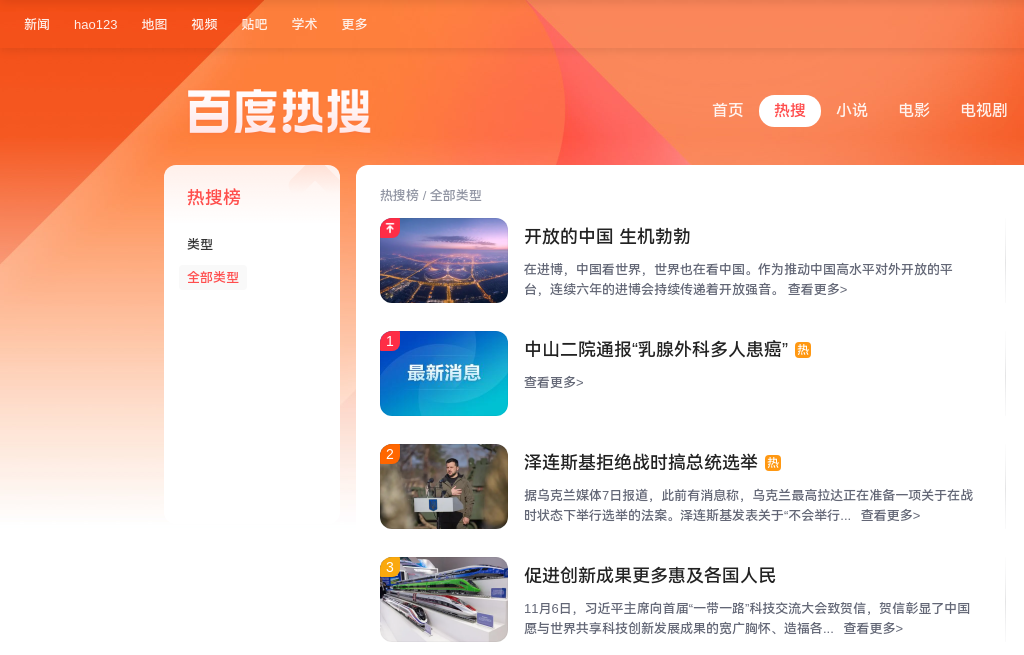 新闻 hao123 地图 视频 贴吧 学术 更多
百度热搜
首页 热搜 小说 电影 电视剧
热搜榜
类型
全部类型
热搜榜 / 全部类型
开放的中国 生机勃勃
在进博，中国看世界，世界也在看中国。作为推动中国高水平对外开放的平
台，连续六年的进博会持续传递着开放强音。 查看更多>
1
最新消息
中山二院通报“乳腺外科多人患癌” 热
查看更多>
2
泽连斯基拒绝战时搞总统选举 热
据乌克兰媒体7日报道，此前有消息称，乌克兰最高拉达正在准备一项关于在战
时状态下举行选举的法案。泽连斯基发表关于“不会举行... 查看更多>
3
促进创新成果更多惠及各国人民
11月6日，习近平主席向首届“一带一路”科技交流大会致贺信，贺信彰显了中国
愿与世界共享科技创新发展成果的宽广胸怀、造福各... 查看更多>